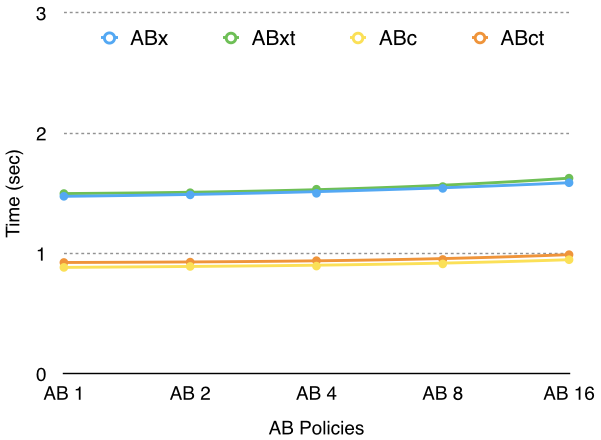 3
ABx ABxt ABc ABct
2
1
0
Time (sec)
AB 1 AB 2 AB 4 AB 8 AB 16
AB Policies